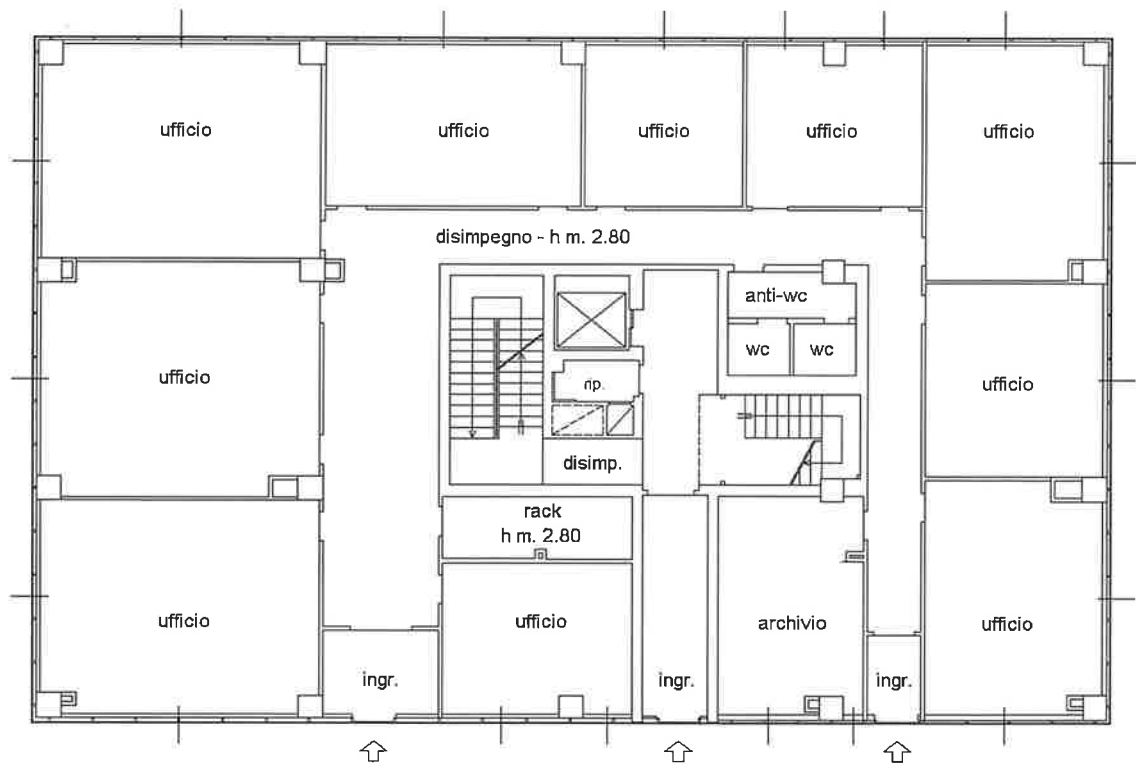 ufficio
ufficio
ufficio
ufficio
ufficio
disimpegno - h m. 2.80
anti-wc
wc
wc
ufficio
rip.
ufficio
disimp.
rack
h m. 2.80
ufficio
ufficio
archivio
ufficio
ingr.
ingr.
ingr.